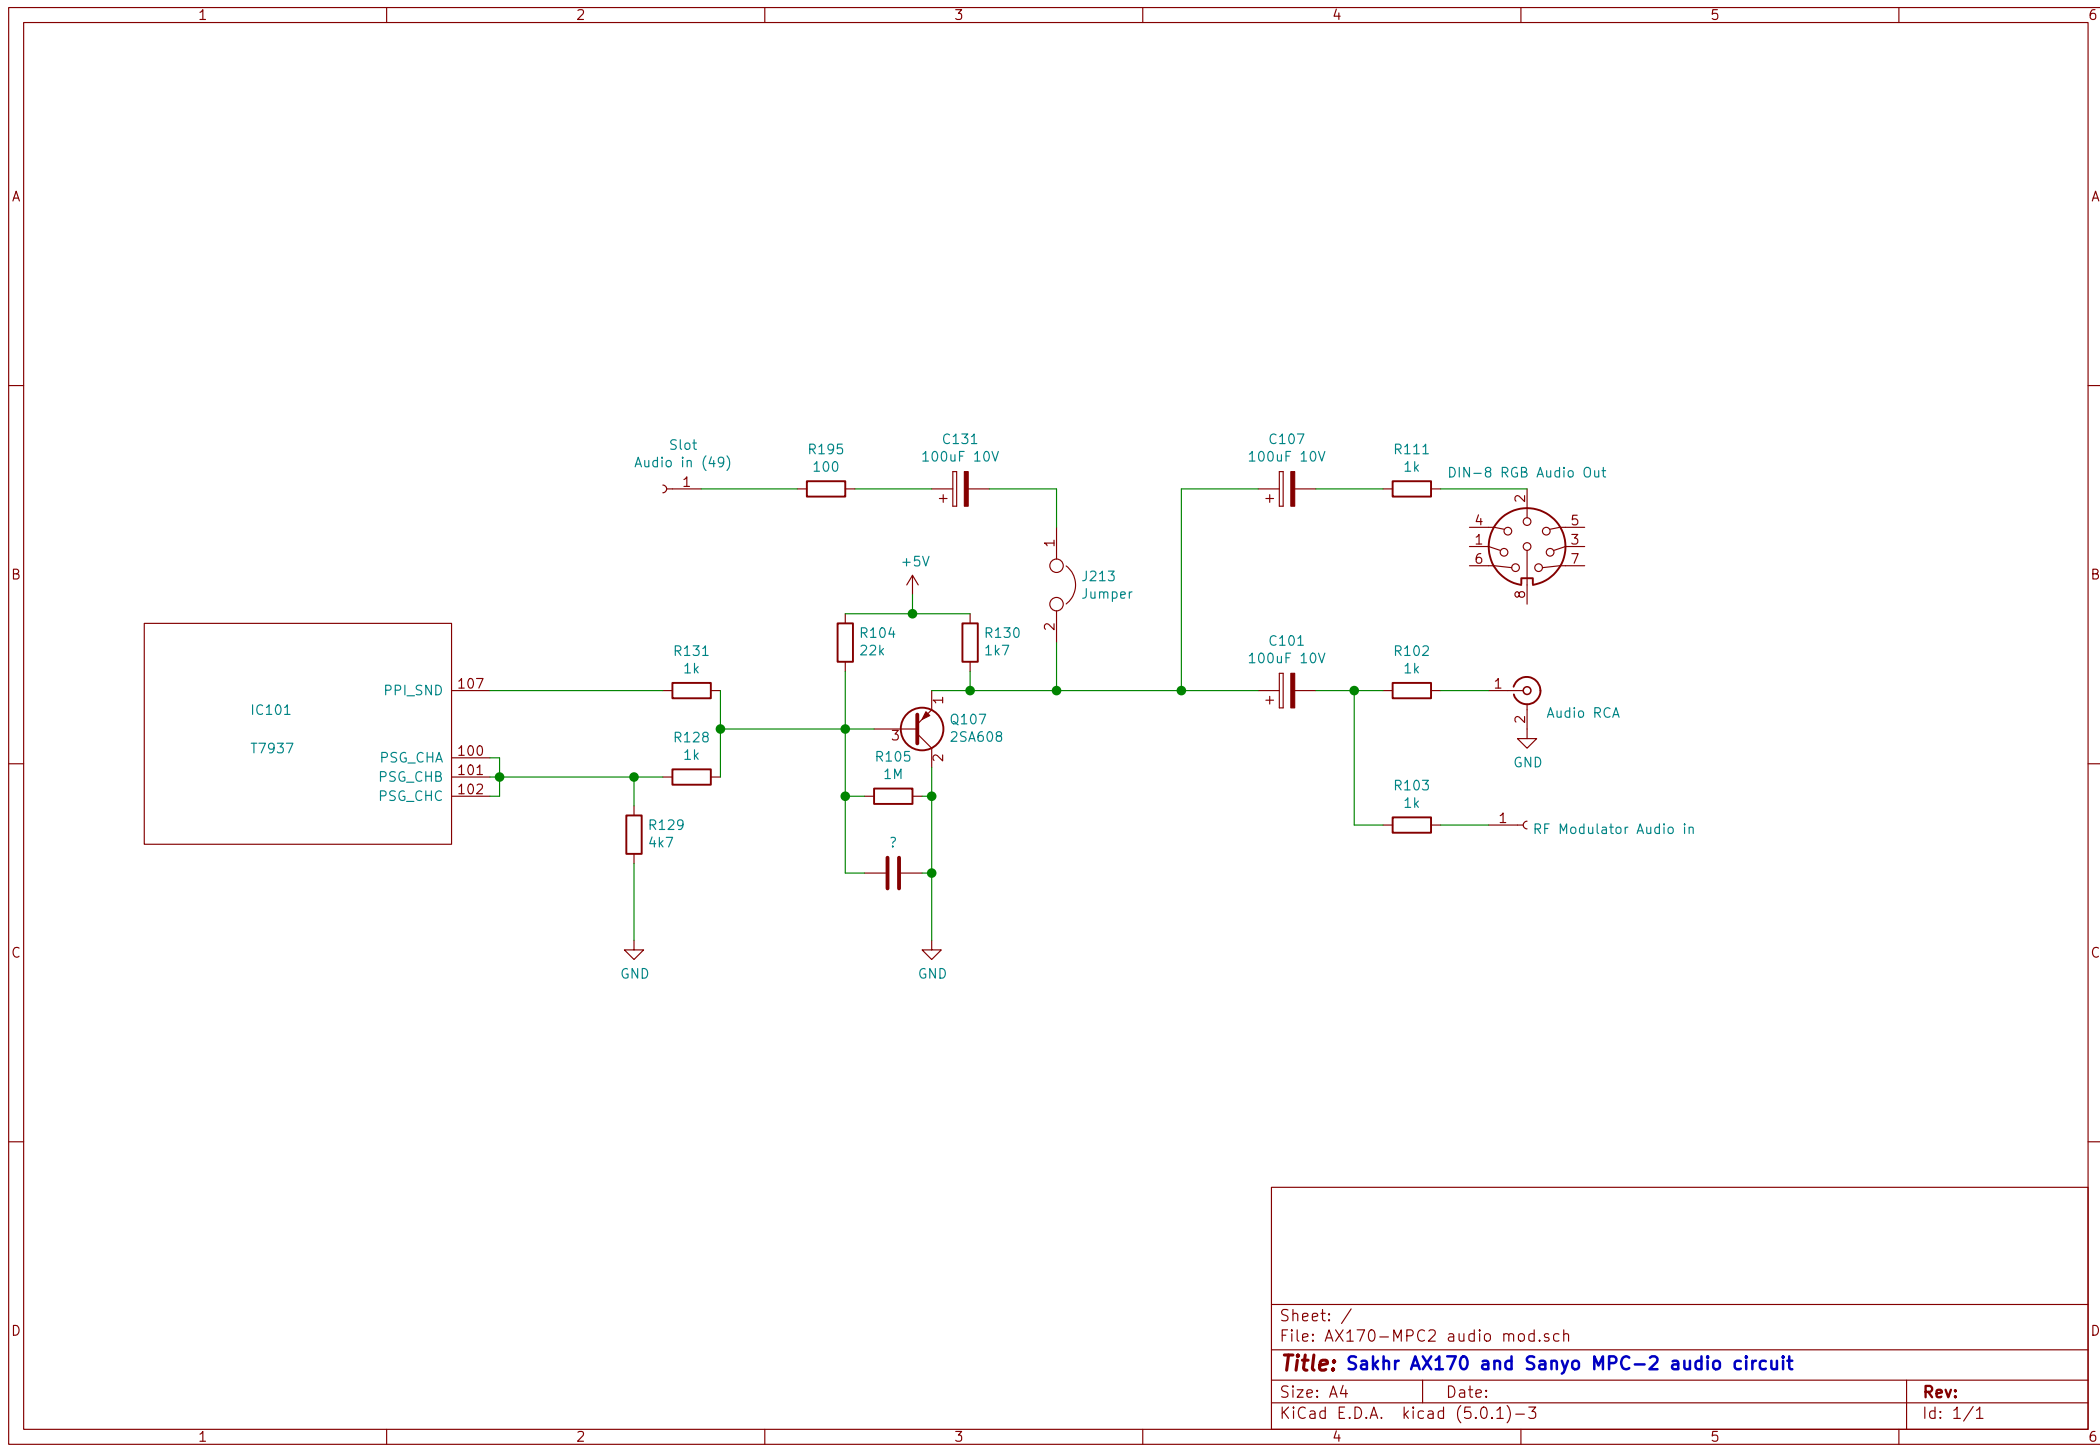 1 2 3 4 5 6
A A
Slot
Audio in (49)
1
R195
100
C131
100uF 10V
+
C107
100uF 10V
+
R111
1k
DIN-8 RGB Audio Out
2
4 5
1 3
6 7
8
B B
+5V
1
J213
Jumper
2
R104
22k
R130
1k7
IC101
T7937
PPI_SND 107
PSG_CHA 100
PSG_CHB 101
PSG_CHC 102
R131
1k
R128
1k
R129
4k7
GND
1
3
Q107
2SA608
2
R105
1M
?
GND
C101
100uF 10V
+
R102
1k
1
2
Audio RCA
GND
R103
1k
1
RF Modulator Audio in
C C
D D
Sheet: /
File: AX170-MPC2 audio mod.sch
Title: Sakhr AX170 and Sanyo MPC-2 audio circuit
Size: A4 Date: Rev:
KiCad E.D.A. kicad (5.0.1)-3 Id: 1/1
1 2 3 4 5 6